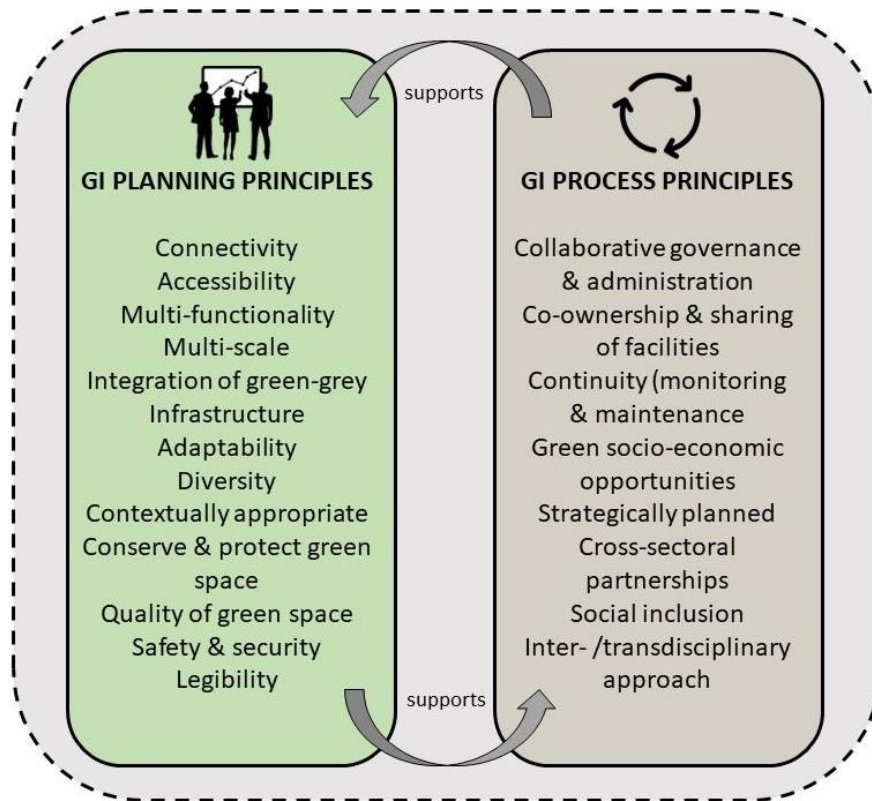 supports
GI PLANNING PRINCIPLES
Connectivity
Accessibility
Multi-functionality
Multi-scale
Integration of green-grey
Infrastructure
Adaptability
Diversity
Contextually appropriate
Conserve & protect green
space
Quality of green space
Safety & security
Legibility
GI PROCESS PRINCIPLES
Collaborative governance
& administration
Co-ownership & sharing
of facilities
Continuity (monitoring
& maintenance
Green socio-economic
opportunities
Strategically planned
Cross-sectoral
partnerships
Social inclusion
Inter- /transdisciplinary
approach
supports